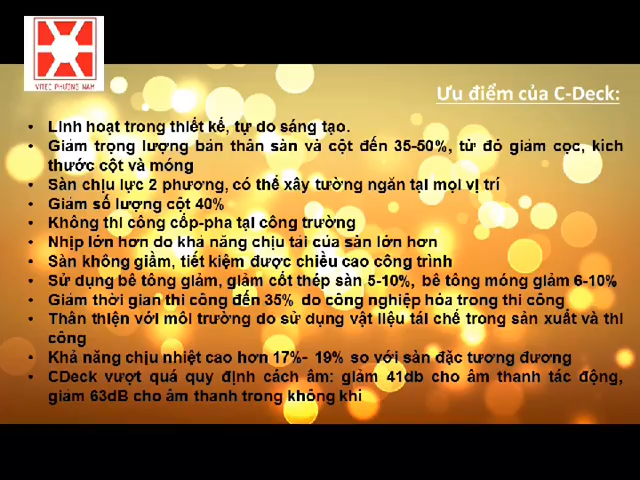 VITEC PHƯƠNG NAM
Ưu điểm của C-Deck:
• Linh hoạt trong thiết kế, tự do sáng tạo.
• Giảm trọng lượng bản thân sàn và cột đến 35-50%, từ đó giảm cọc, kích
thước cột và móng
• Sàn chịu lực 2 phương, có thể xây tường ngăn tại mọi vị trí
• Giảm số lượng cột 40%
• Không thi công cốp-pha tại công trường
• Nhịp lớn hơn do khả năng chịu tải của sàn lớn hơn
• Sàn không giầm, tiết kiệm được chiều cao công trình
• Sử dụng bê tông giảm, giảm cốt thép sàn 5-10%, bê tông móng giảm 6-10%
• Giảm thời gian thi công đến 35% do công nghiệp hóa trong thi công
• Thân thiện với môi trường do sử dụng vật liệu tái chế trong sản xuất và thi
công
• Khả năng chịu nhiệt cao hơn 17%- 19% so với sàn đặc tương đương
• CDeck vượt quá quy định cách âm: giảm 41db cho âm thanh tác động,
giảm 63dB cho âm thanh trong không khí